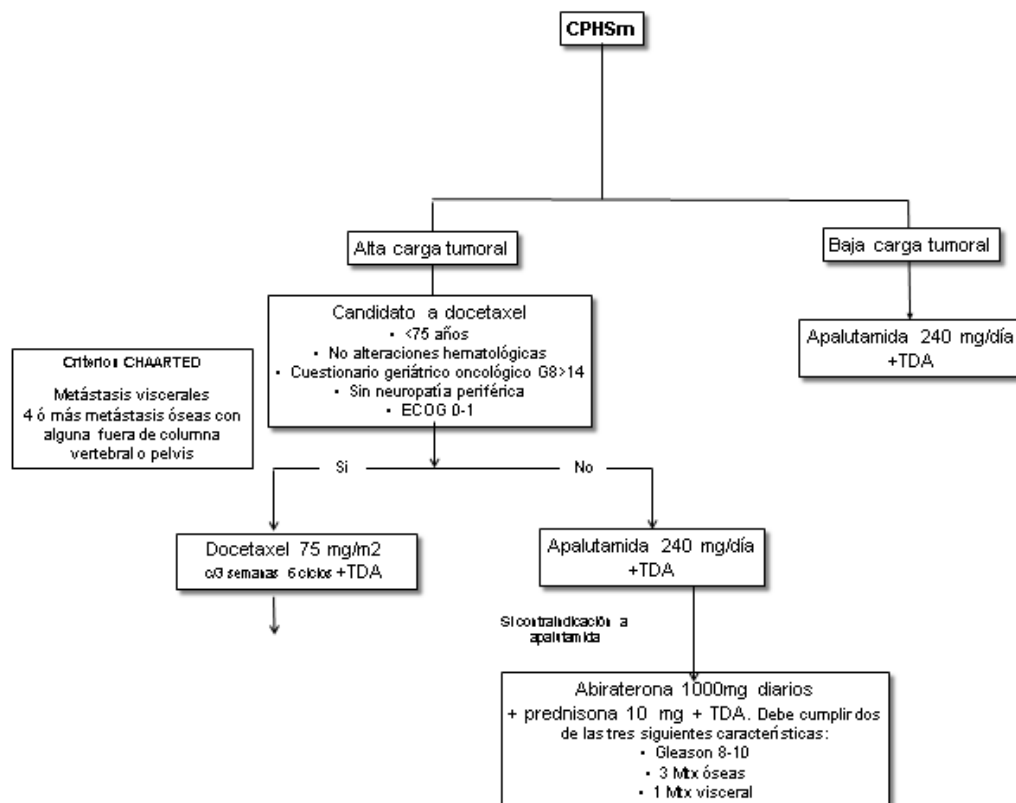 CPHSm
Alta carga tumoral
Baja carga tumoral
Candidato a docetaxel
• <75 años
• No alteraciones hematológicas
• Cuestionario geriátrico oncológico G8>14
• Sin neuropatía periférica
• ECOG 0-1
Apalutamida 240 mg/día
+TDA
Criterion CHAARTED
Metástasis viscerales
4 ó más metástasis óseas con
alguna fuera de columna
vertebral o pelvis
Si
No
Docetaxel 75 mg/m2
c/3 semanas 6 ciclos +TDA
Apalutamida 240 mg/día
+TDA
Si contraindicación a
apalutamida
Abiraterona 1000mg diarios
+ prednisona 10 mg + TDA. Debe cumplir dos
de las tres siguientes características:
• Gleason 8-10
• 3 Mtx óseas
• 1 Mtx visceral